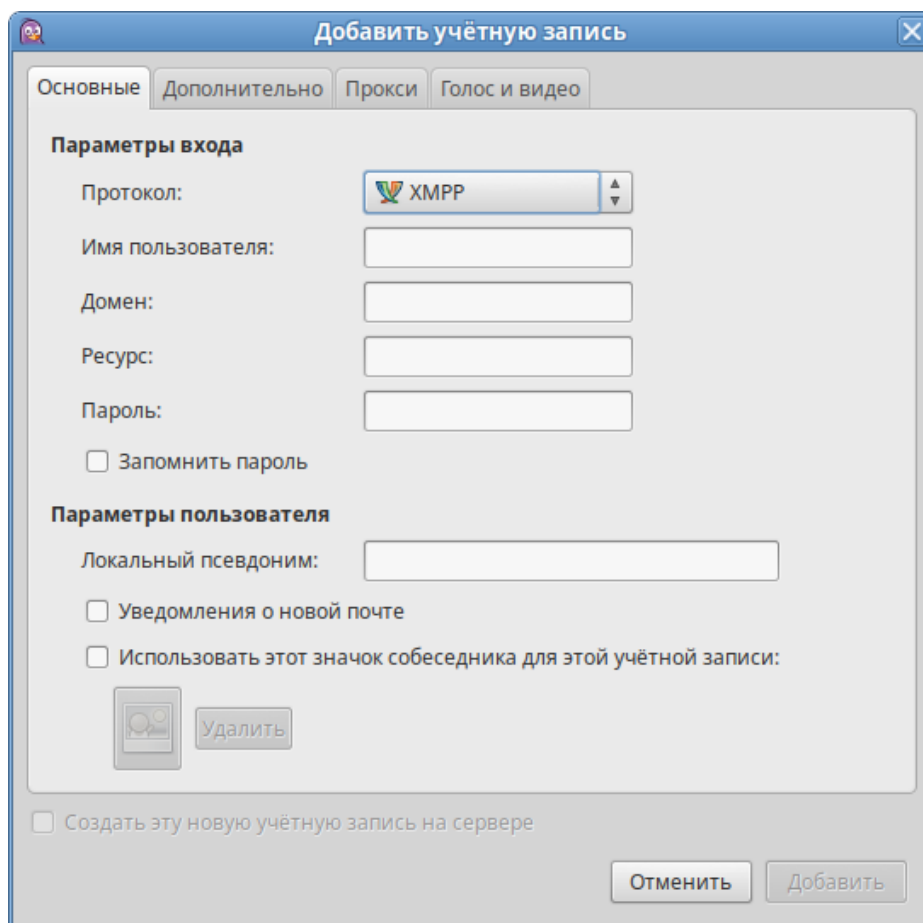 Добавить учётную запись
Основные Дополнительно Прокси Голос и видео
Параметры входа
Протокол: XMPP
Имя пользователя:
Домен:
Ресурс:
Пароль:
Запомнить пароль
Параметры пользователя
Локальный псевдоним:
Уведомления о новой почте
Использовать этот значок собеседника для этой учётной записи:
Удалить
Создать эту новую учётную запись на сервере
Отменить Добавить